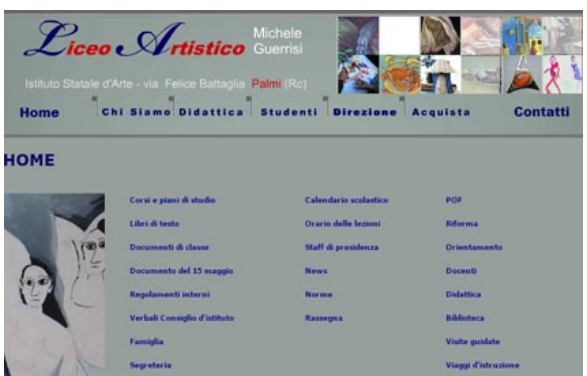 Liceo Artistico Michele Guerrisi
Istituto Statale d'Arte - via Felice Battaglia Palmi (Rc)
Home Chi Siamo Didattica Studenti Direzione Acquista Contatti
HOME
Corsi e piani di studio
Libri di testo
Documenti di classe
Documento del 15 maggio
Regolamenti interni
Verbali Consiglio d'istituto
Famiglia
Segreteria
Calendario scolastico
Orario delle lezioni
Staff di presidenza
News
Norme
Rassegna
POF
Riforma
Orientamento
Docenti
Didattica
Biblioteca
Visite guidate
Viaggi d'istruzione